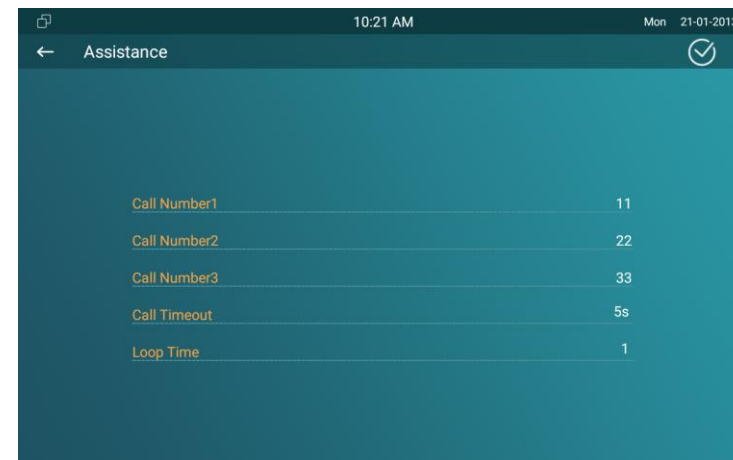 10:21 AM Mon 21-01-201
Assistance
Call Number1 11
Call Number2 22
Call Number3 33
Call Timeout 5s
Loop Time 1